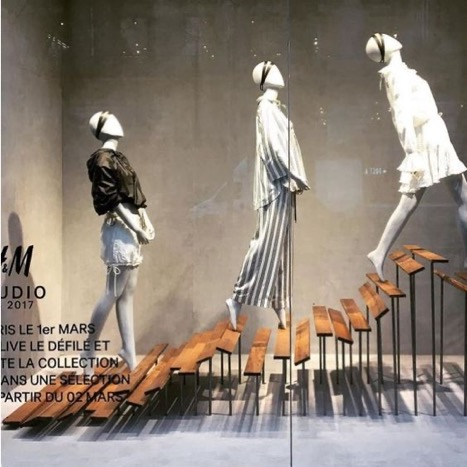 &M
UDIO
2017
RIS LE 1er MARS
LIVE LE DÉFILÉ ET
TE LA COLLECTION
ANS UNE SÉLECTION
PARTIR DU 02 MARS